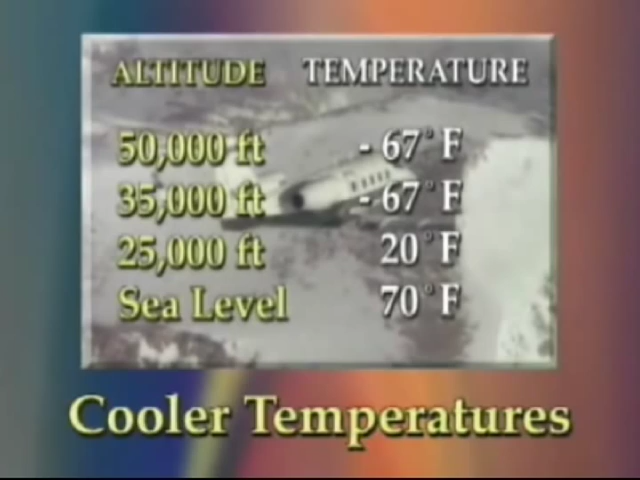 ALTITUDE TEMPERATURE
50,000 ft - 67° F
35,000 ft - 67° F
25,000 ft 20° F
Sea Level 70° F
Cooler Temperatures